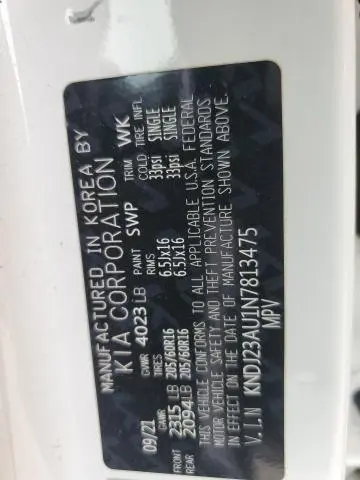 MANUFACTURED IN KOREA BY
KIA CORPORATION
09/21 GVWR 4023 LB PAINT SWP TRIM WK
GAWR TIRES RIMS COLD TIRE INFL
FRONT 2315 LB 205/60R16 6.5JX16 33psi SINGLE
REAR 2094 LB 205/60R16 6.5JX16 33psi SINGLE
THIS VEHICLE CONFORMS TO ALL APPLICABLE U.S.A. FEDERAL
MOTOR VEHICLE SAFETY AND THEFT PREVENTION STANDARDS
IN EFFECT ON THE DATE OF MANUFACTURE SHOWN ABOVE.
V.I.N KNDJ23AU1N7813475
MPV